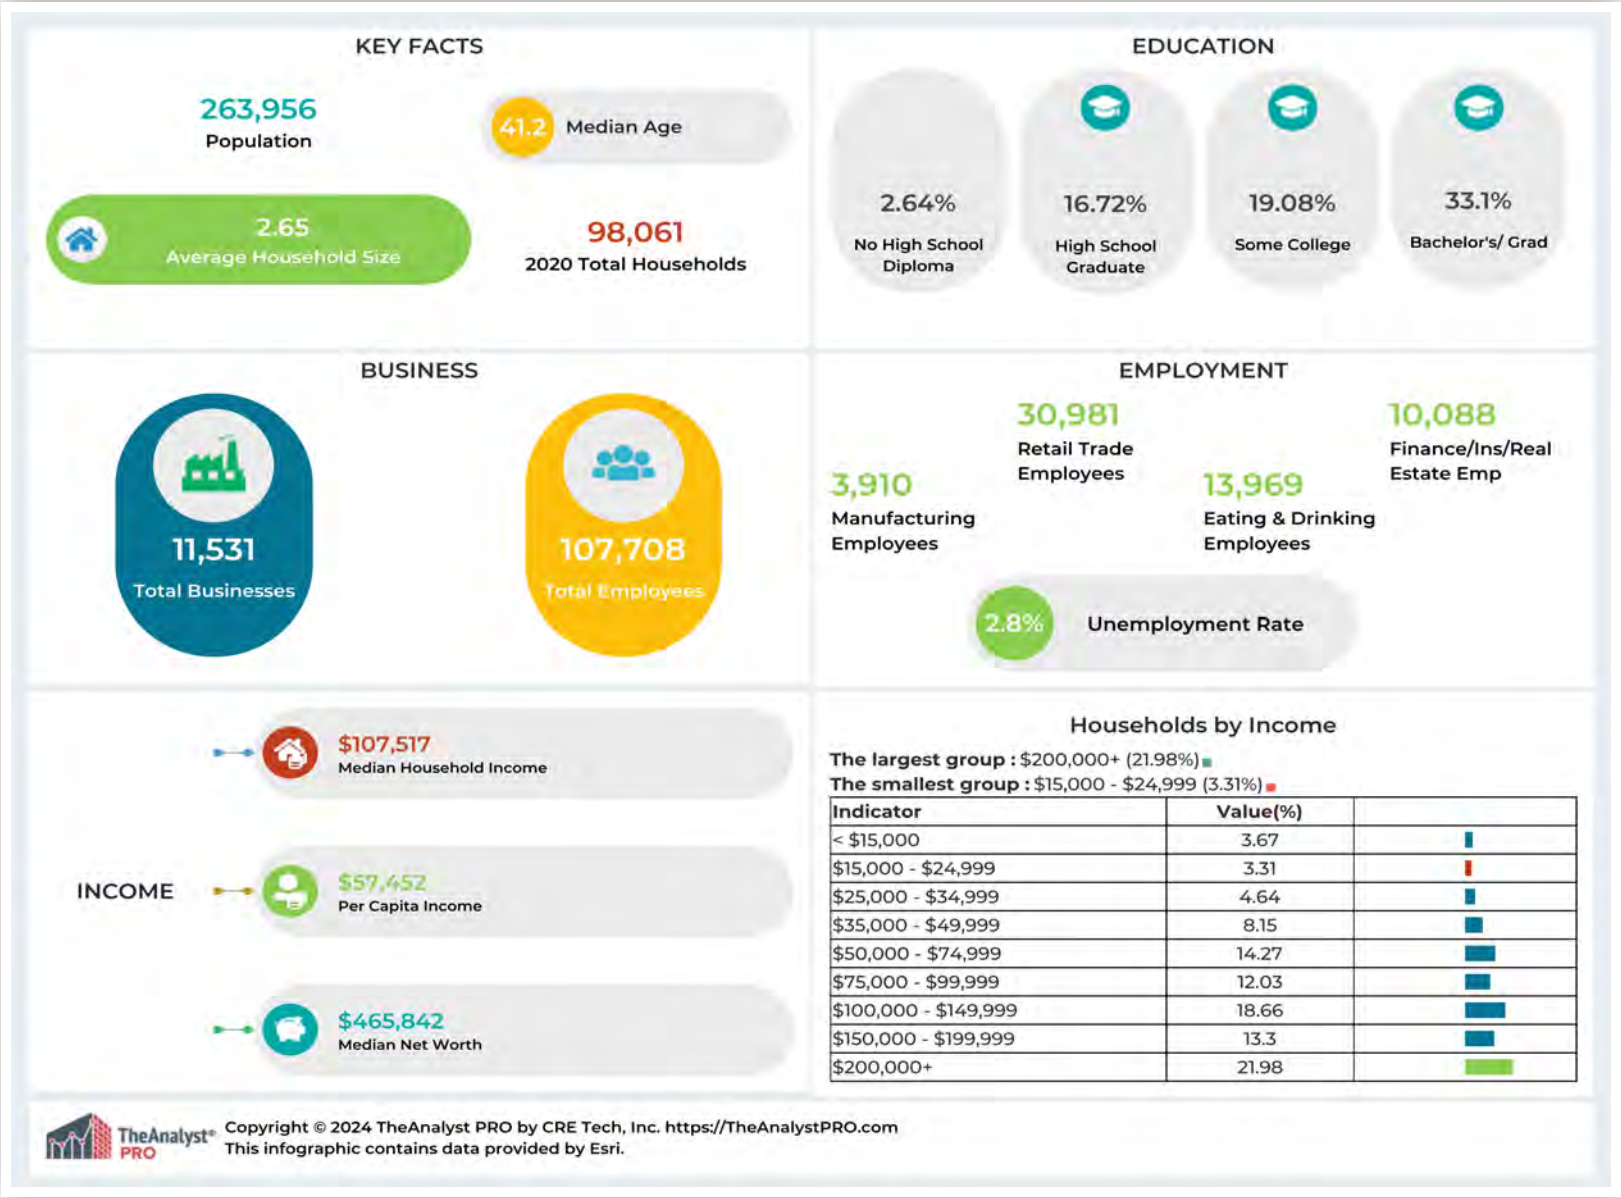 KEY FACTS
263,956
Population
41.2
Median Age
2.65
Average Household Size
98,061
2020 Total Households
EDUCATION
2.64%
No High School
Diploma
16.72%
High School
Graduate
19.08%
Some College
33.1%
Bachelor's/ Grad
BUSINESS
11,531
Total Businesses
107,708
Total Employees
EMPLOYMENT
3,910
Manufacturing
Employees
30,981
Retail Trade
Employees
13,969
Eating & Drinking
Employees
10,088
Finance/Ins/Real
Estate Emp
2.8%
Unemployment Rate
INCOME
$107,517
Median Household Income
$57,452
Per Capita Income
$465,842
Median Net Worth
Households by Income
The largest group : $200,000+ (21.98%)
The smallest group : $15,000 - $24,999 (3.31%)
Indicator Value(%)
< $15,000 3.67
$15,000 - $24,999 3.31
$25,000 - $34,999 4.64
$35,000 - $49,999 8.15
$50,000 - $74,999 14.27
$75,000 - $99,999 12.03
$100,000 - $149,999 18.66
$150,000 - $199,999 13.3
$200,000+ 21.98
TheAnalyst®
PRO
Copyright © 2024 TheAnalyst PRO by CRE Tech, Inc. https://TheAnalystPRO.com
This infographic contains data provided by Esri.